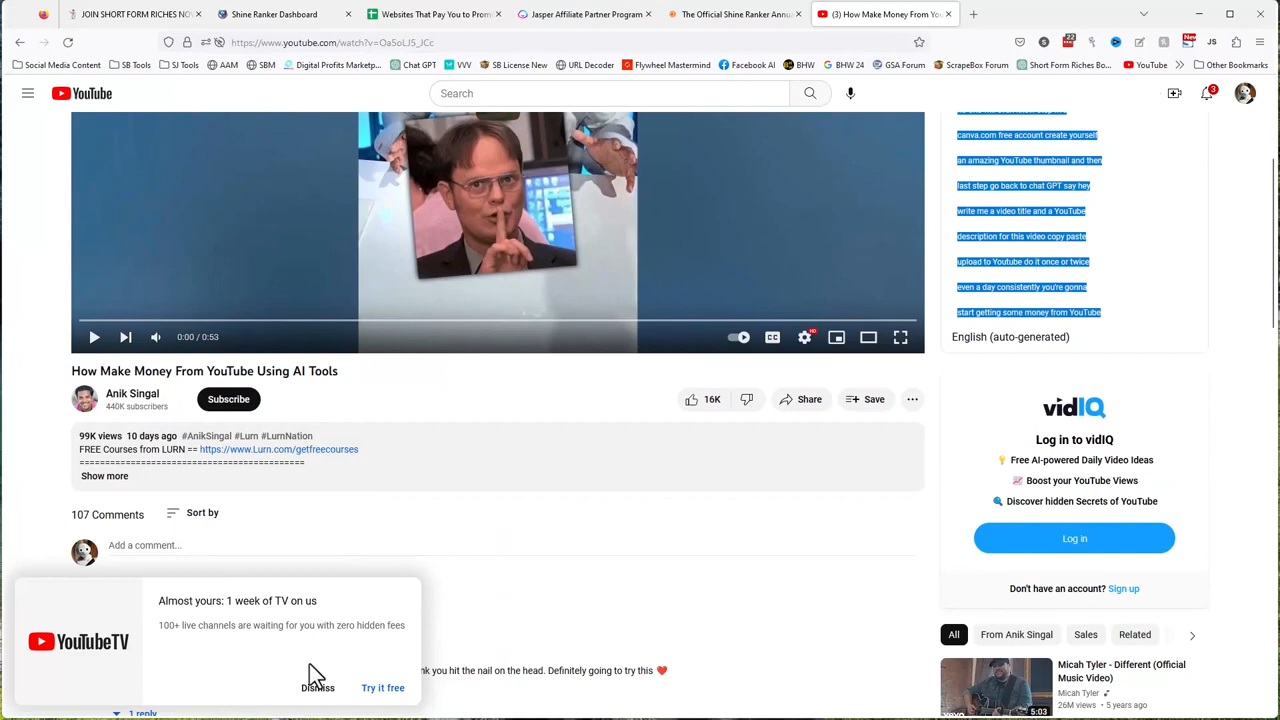 JOIN SHORT FORM RICHES NO
Shine Ranker Dashboard
Websites That Pay You to Prom
Jasper Affiliate Partner Program
The Official Shine Ranker Annu
(3) How Make Money From Yo
https://www.youtube.com/watch?v=Oa5oLJ5_JCc
22
New
JS
Social Media Content
SB Tools
SJ Tools
AAM
SBM
Digital Profits Marketp...
Chat GPT
VVV
SB License New
URL Decoder
Flywheel Mastermind
Facebook AI
BHW
BHW 24
GSA Forum
ScrapeBox Forum
Short Form Riches Bo...
YouTube
Other Bookmarks
YouTube
Search
3
canva.com free account create yourself
an amazing YouTube thumbnail and then
last step go back to chat GPT say hey
write me a video title and a YouTube
description for this video copy paste
upload to Youtube do it once or twice
even a day consistently you're gonna
start getting some money from YouTube
English (auto-generated)
0:00 / 0:53
CC
HD
How Make Money From YouTube Using AI Tools
Anik Singal
440K subscribers
Subscribe
16K
Share
Save
99K views 10 days ago #AnikSingal #Lurn #LurnNation
FREE Courses from LURN == https://www.Lurn.com/getfreecourses
==========================================
Show more
107 Comments
Sort by
Add a comment...
vidIQ
Log in to vidIQ
Free AI-powered Daily Video Ideas
Boost your YouTube Views
Discover hidden Secrets of YouTube
Log in
Don't have an account? Sign up
All
From Anik Singal
Sales
Related
Micah Tyler - Different (Official
Music Video)
Micah Tyler
26M views • 5 years ago
5:03
YouTubeTV
Almost yours: 1 week of TV on us
100+ live channels are waiting for you with zero hidden fees
Dismiss
Try it free
nk you hit the nail on the head. Definitely going to try this
1 reply